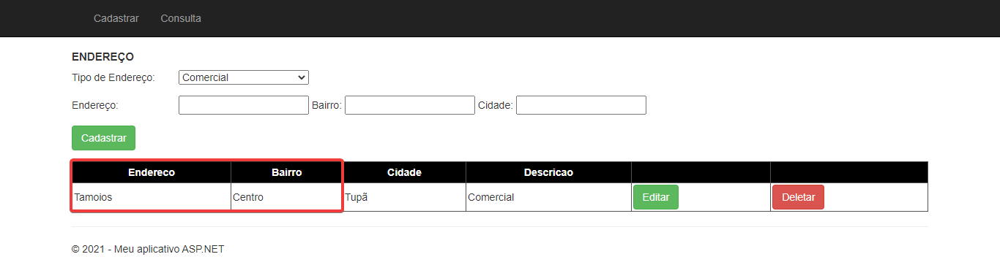 Cadastrar Consulta
ENDEREÇO
Tipo de Endereço: Comercial
Endereço: Bairro: Cidade:
Cadastrar
Endereco Bairro Cidade Descricao
Tamoios Centro Tupã Comercial Editar Deletar
© 2021 - Meu aplicativo ASP.NET